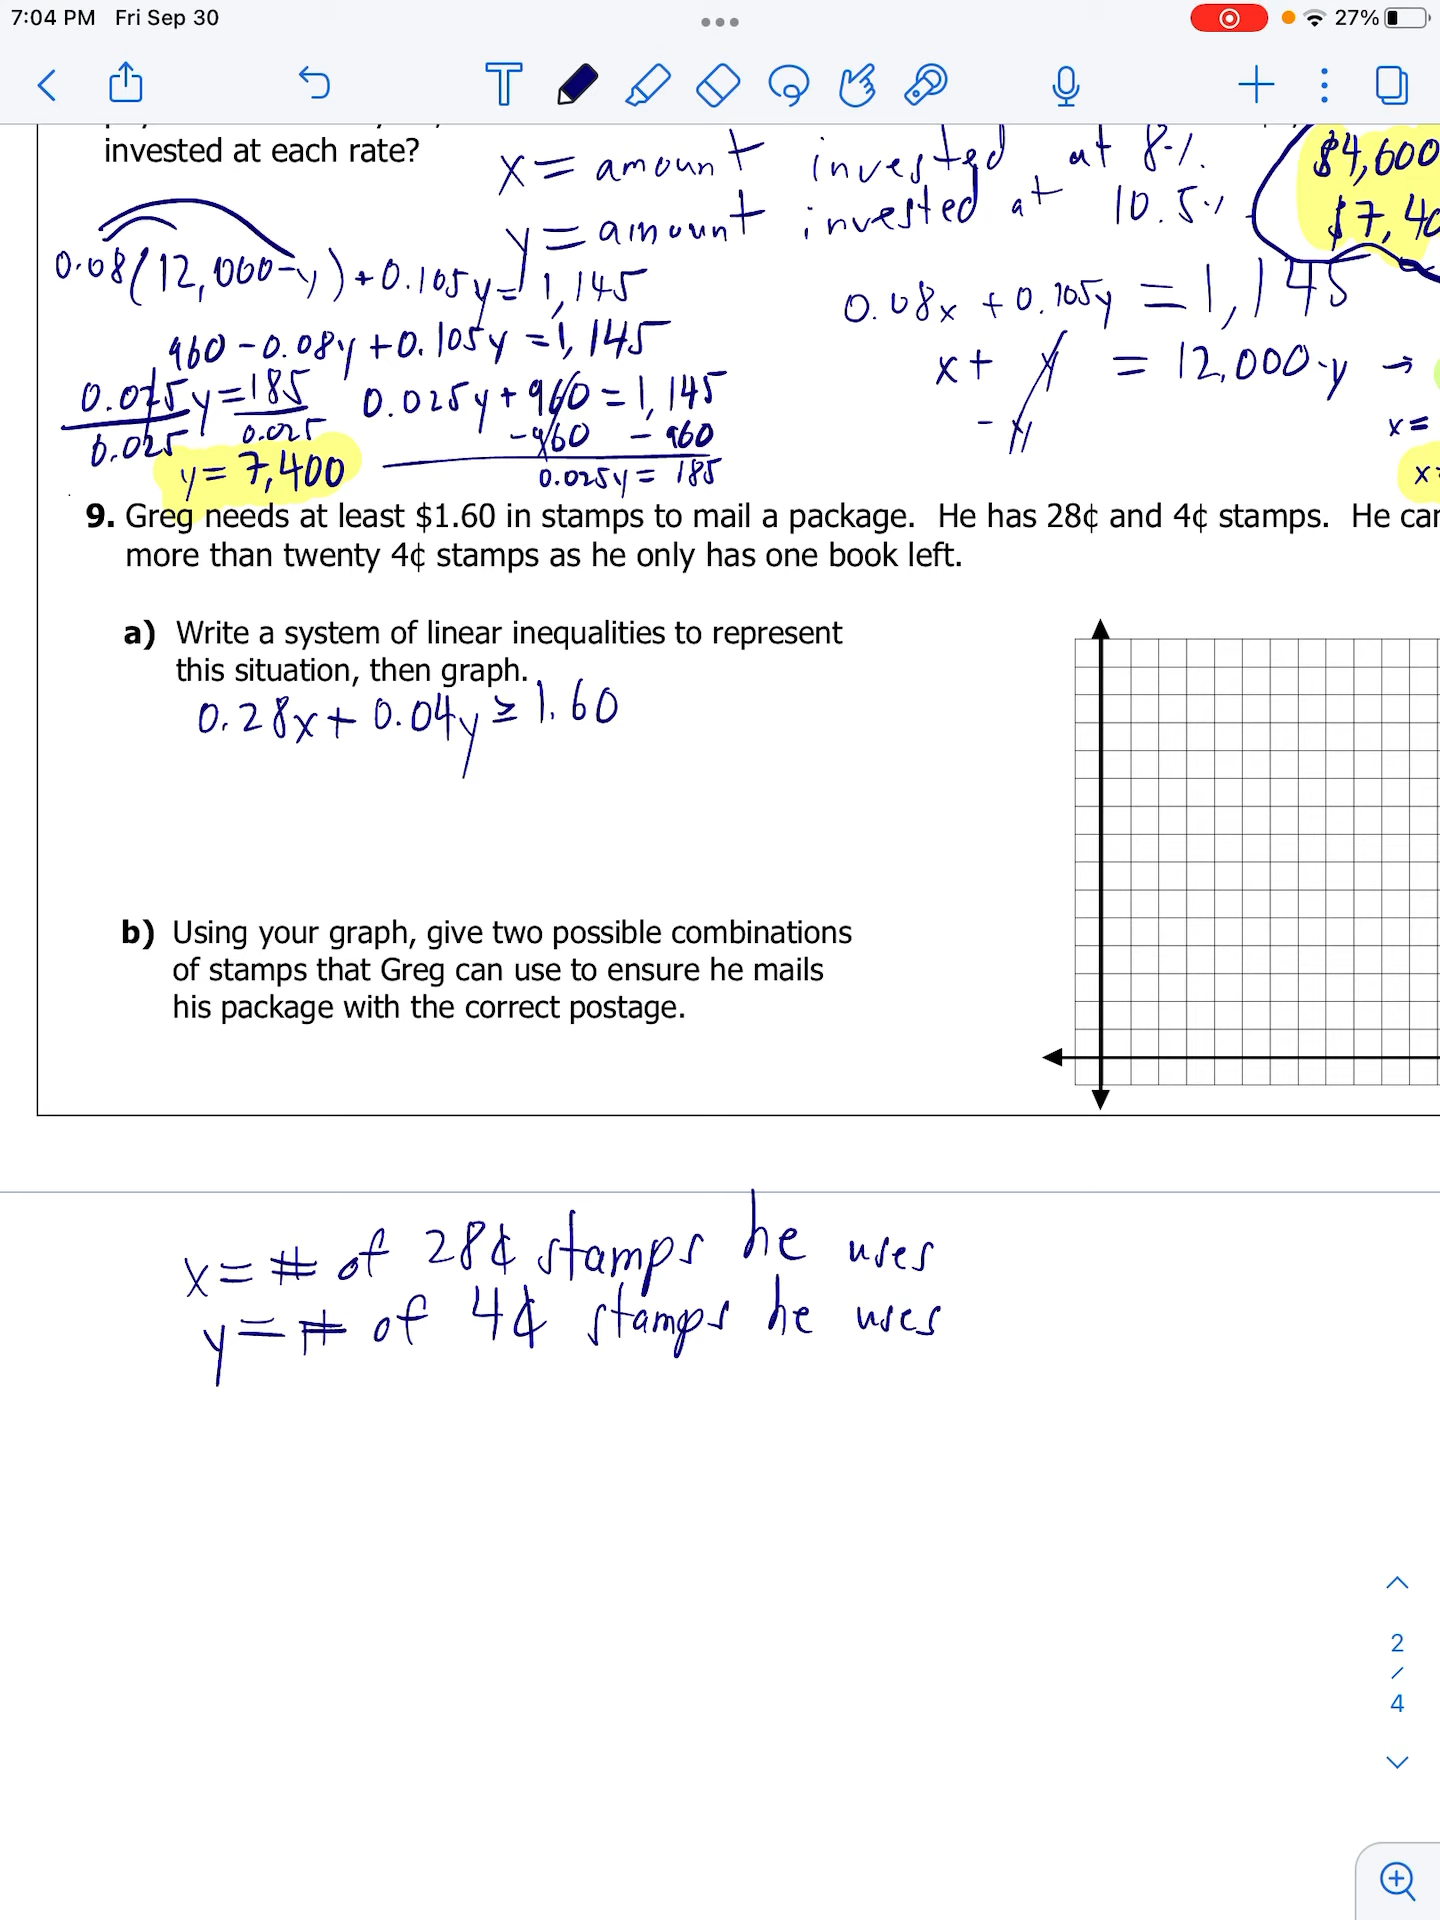 7:04 PM Fri Sep 30
27%
invested at each rate?
x = amount invested at 8%
y = amount invested at 10.5%
$4,600
$7,40
0.08(12,000-y)+0.105y=1,145
0.08x + 0.105y = 1,145
960-0.08y+0.105y=1,145
x + y = 12,000-y →
-y
0.025y=185
0.025 0.025
0.025y+960=1,145
-960 -960
0.025y= 185
x=
x=
y= 7,400
9. Greg needs at least $1.60 in stamps to mail a package. He has 28¢ and 4¢ stamps. He can
more than twenty 4¢ stamps as he only has one book left.
a) Write a system of linear inequalities to represent
this situation, then graph.
0.28x+0.04y≥1.60
b) Using your graph, give two possible combinations
of stamps that Greg can use to ensure he mails
his package with the correct postage.
x=# of 28¢ stamps he uses
y=# of 4¢ stamps he uses
2
/
4